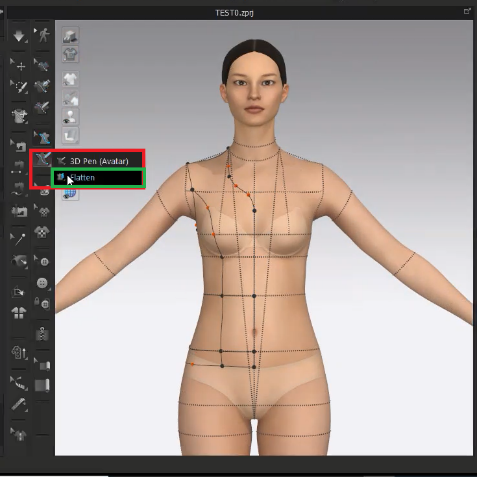 TEST0.zprj
3D Pen (Avatar)
Flatten